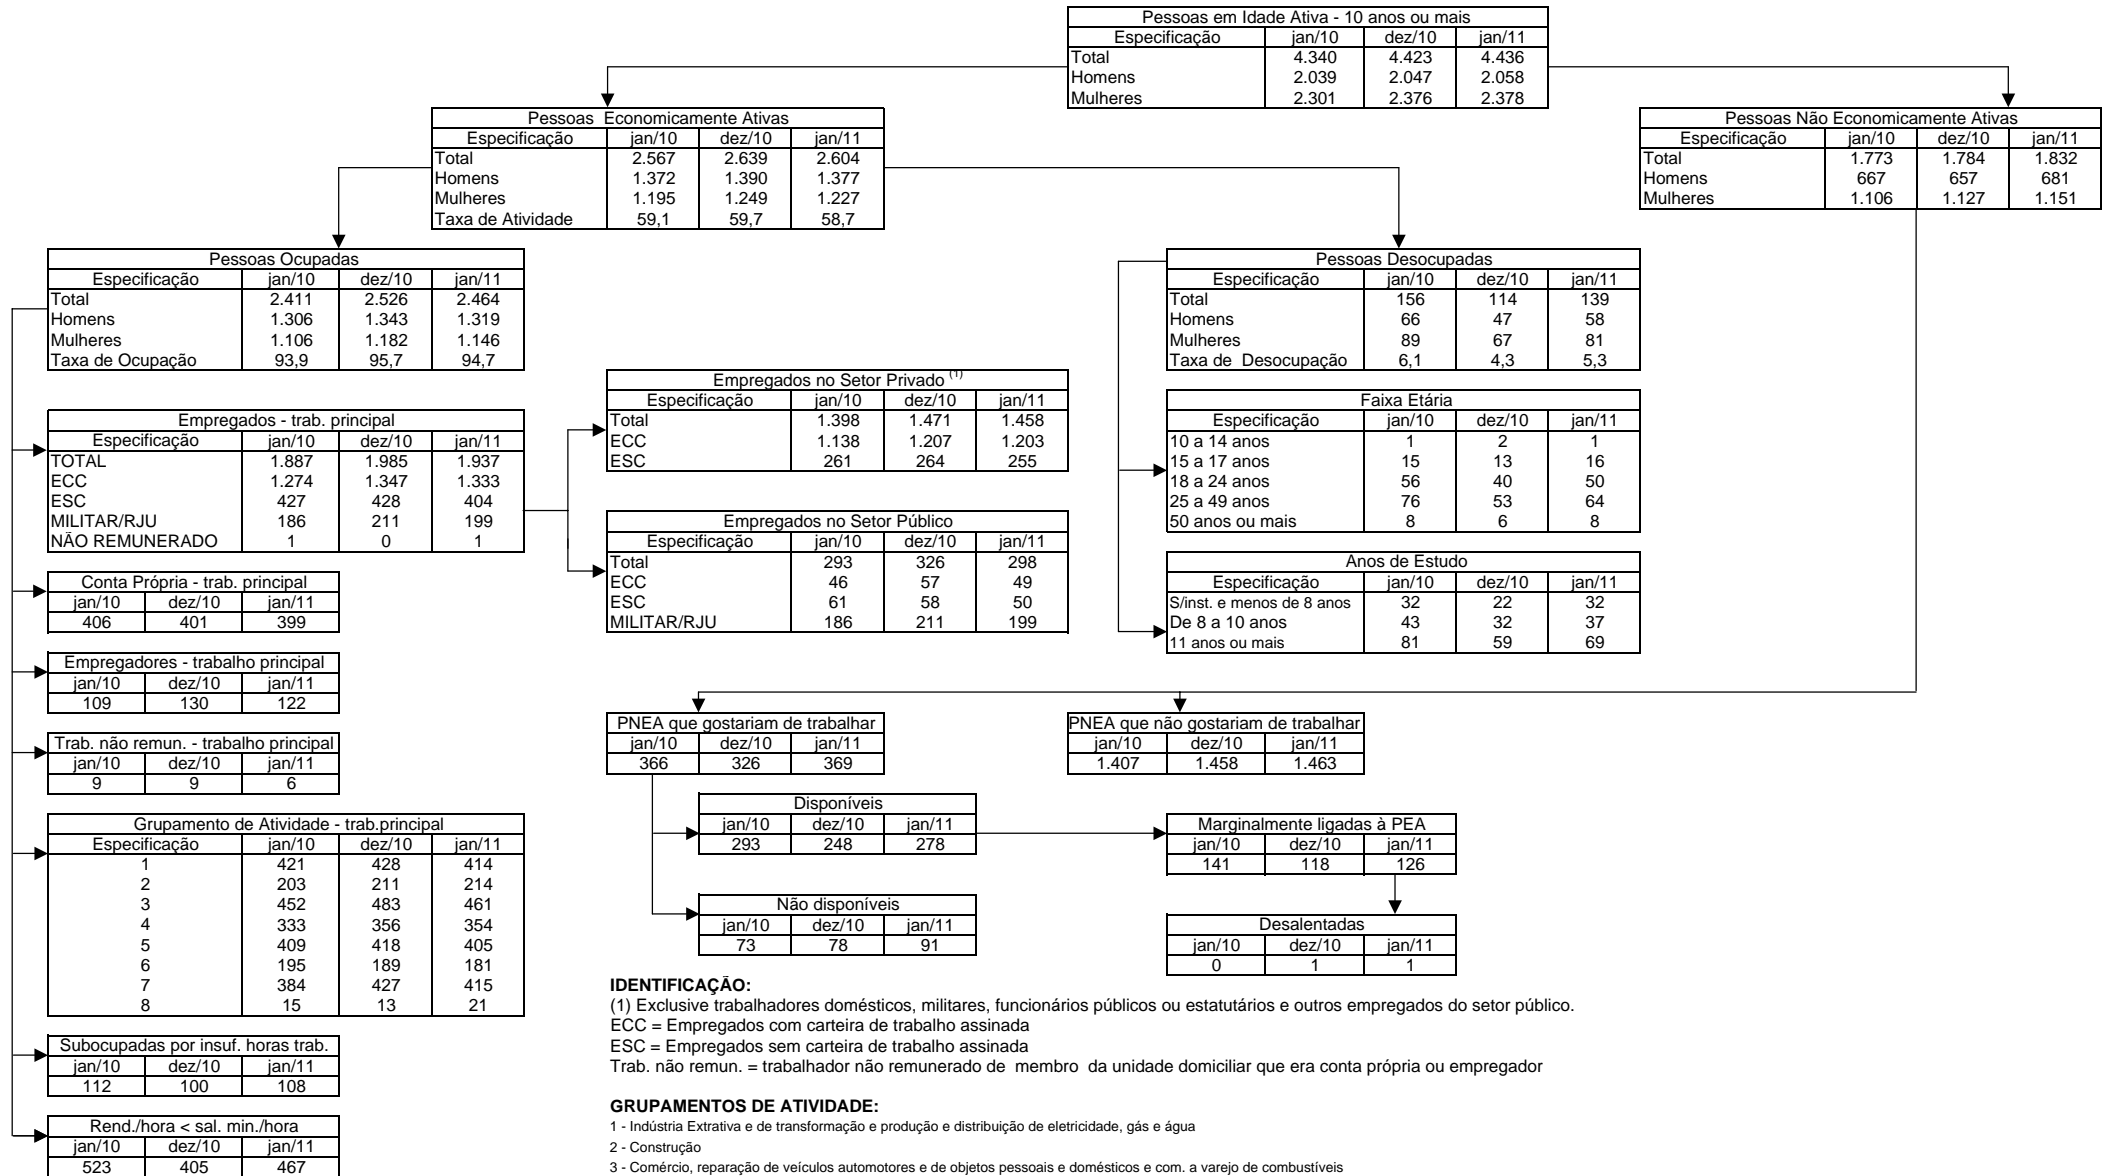 Pessoas em Idade Ativa - 10 anos ou mais
Especificação jan/10 dez/10 jan/11
Total 4.340 4.423 4.436
Homens 2.039 2.047 2.058
Mulheres 2.301 2.376 2.378
Pessoas Economicamente Ativas
Especificação jan/10 dez/10 jan/11
Total 2.567 2.639 2.604
Homens 1.372 1.390 1.377
Mulheres 1.195 1.249 1.227
Taxa de Atividade 59,1 59,7 58,7
Pessoas Não Economicamente Ativas
Especificação jan/10 dez/10 jan/11
Total 1.773 1.784 1.832
Homens 667 657 681
Mulheres 1.106 1.127 1.151
Pessoas Ocupadas
Especificação jan/10 dez/10 jan/11
Total 2.411 2.526 2.464
Homens 1.306 1.343 1.319
Mulheres 1.106 1.182 1.146
Taxa de Ocupação 93,9 95,7 94,7
Pessoas Desocupadas
Especificação jan/10 dez/10 jan/11
Total 156 114 139
Homens 66 47 58
Mulheres 89 67 81
Taxa de Desocupação 6,1 4,3 5,3
Empregados - trab. principal
Especificação jan/10 dez/10 jan/11
TOTAL 1.887 1.985 1.937
ECC 1.274 1.347 1.333
ESC 427 428 404
MILITAR/RJU 186 211 199
NÃO REMUNERADO 1 0 1
Empregados no Setor Privado (1)
Especificação jan/10 dez/10 jan/11
Total 1.398 1.471 1.458
ECC 1.138 1.207 1.203
ESC 261 264 255
Empregados no Setor Público
Especificação jan/10 dez/10 jan/11
Total 293 326 298
ECC 46 57 49
ESC 61 58 50
MILITAR/RJU 186 211 199
Faixa Etária
Especificação jan/10 dez/10 jan/11
10 a 14 anos 1 2 1
15 a 17 anos 15 13 16
18 a 24 anos 56 40 50
25 a 49 anos 76 53 64
50 anos ou mais 8 6 8
Anos de Estudo
Especificação jan/10 dez/10 jan/11
S/inst. e menos de 8 anos 32 22 32
De 8 a 10 anos 43 32 37
11 anos ou mais 81 59 69
Conta Própria - trab. principal
jan/10 dez/10 jan/11
406 401 399
Empregadores - trabalho principal
jan/10 dez/10 jan/11
109 130 122
Trab. não remun. - trabalho principal
jan/10 dez/10 jan/11
9 9 6
Grupamento de Atividade - trab.principal
Especificação jan/10 dez/10 jan/11
1 421 428 414
2 203 211 214
3 452 483 461
4 333 356 354
5 409 418 405
6 195 189 181
7 384 427 415
8 15 13 21
Subocupadas por insuf. horas trab.
jan/10 dez/10 jan/11
112 100 108
Rend./hora < sal. min./hora
jan/10 dez/10 jan/11
523 405 467
PNEA que gostariam de trabalhar
jan/10 dez/10 jan/11
366 326 369
PNEA que não gostariam de trabalhar
jan/10 dez/10 jan/11
1.407 1.458 1.463
Disponíveis
jan/10 dez/10 jan/11
293 248 278
Marginalmente ligadas à PEA
jan/10 dez/10 jan/11
141 118 126
Não disponíveis
jan/10 dez/10 jan/11
73 78 91
Desalentadas
jan/10 dez/10 jan/11
0 1 1
IDENTIFICAÇÃO:
(1) Exclusive trabalhadores domésticos, militares, funcionários públicos ou estatutários e outros empregados do setor público.
ECC = Empregados com carteira de trabalho assinada
ESC = Empregados sem carteira de trabalho assinada
Trab. não remun. = trabalhador não remunerado de membro da unidade domiciliar que era conta própria ou empregador
GRUPAMENTOS DE ATIVIDADE:
1 - Indústria Extrativa e de transformação e produção e distribuição de eletricidade, gás e água
2 - Construção
3 - Comércio, reparação de veículos automotores e de objetos pessoais e domésticos e com. a varejo de combustíveis